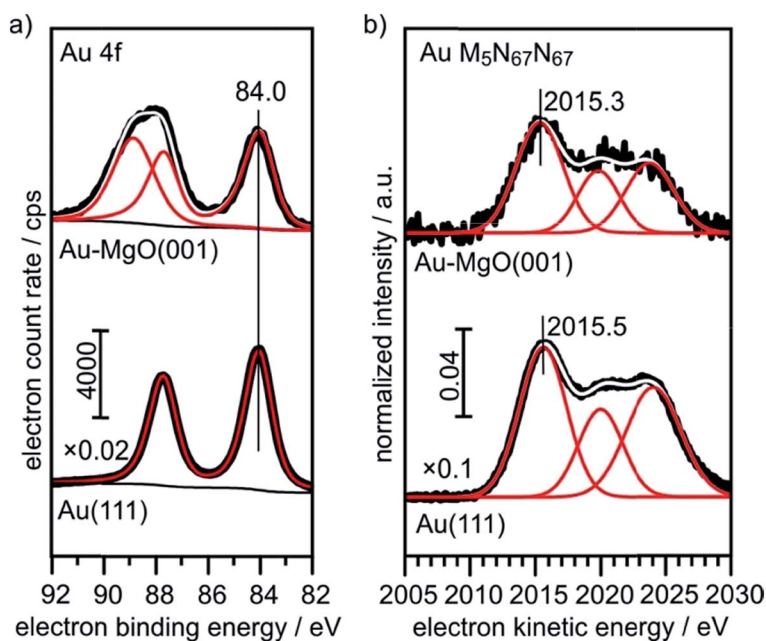 a)
Au 4f
84.0
Au-MgO(001)
4000
×0.02
Au(111)
electron count rate / cps
92 90 88 86 84 82
electron binding energy / eV
b)
Au M₅N₆₇N₆₇
2015.3
Au-MgO(001)
2015.5
0.04
×0.1
Au(111)
normalized intensity / a.u.
2005 2010 2015 2020 2025 2030
electron kinetic energy / eV